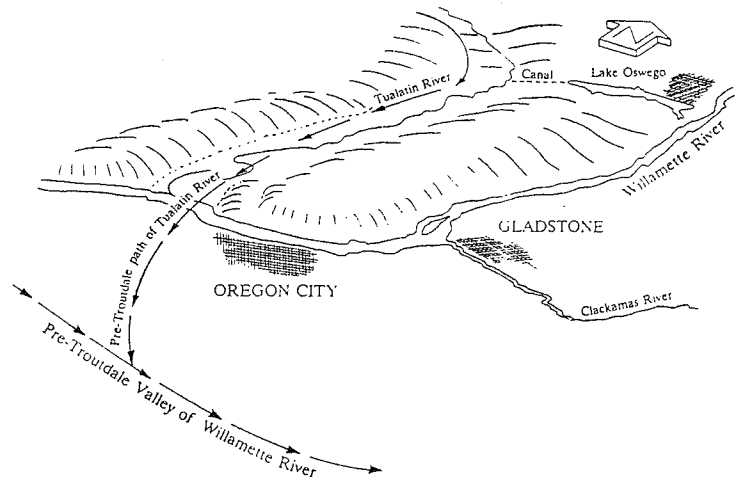 Canal
Lake Oswego
Tualatin River
Willamette River
Pre-Troutdale path of Tualatin River
GLADSTONE
OREGON CITY
Clackamas River
Pre-Troutdale Valley of Willamette River